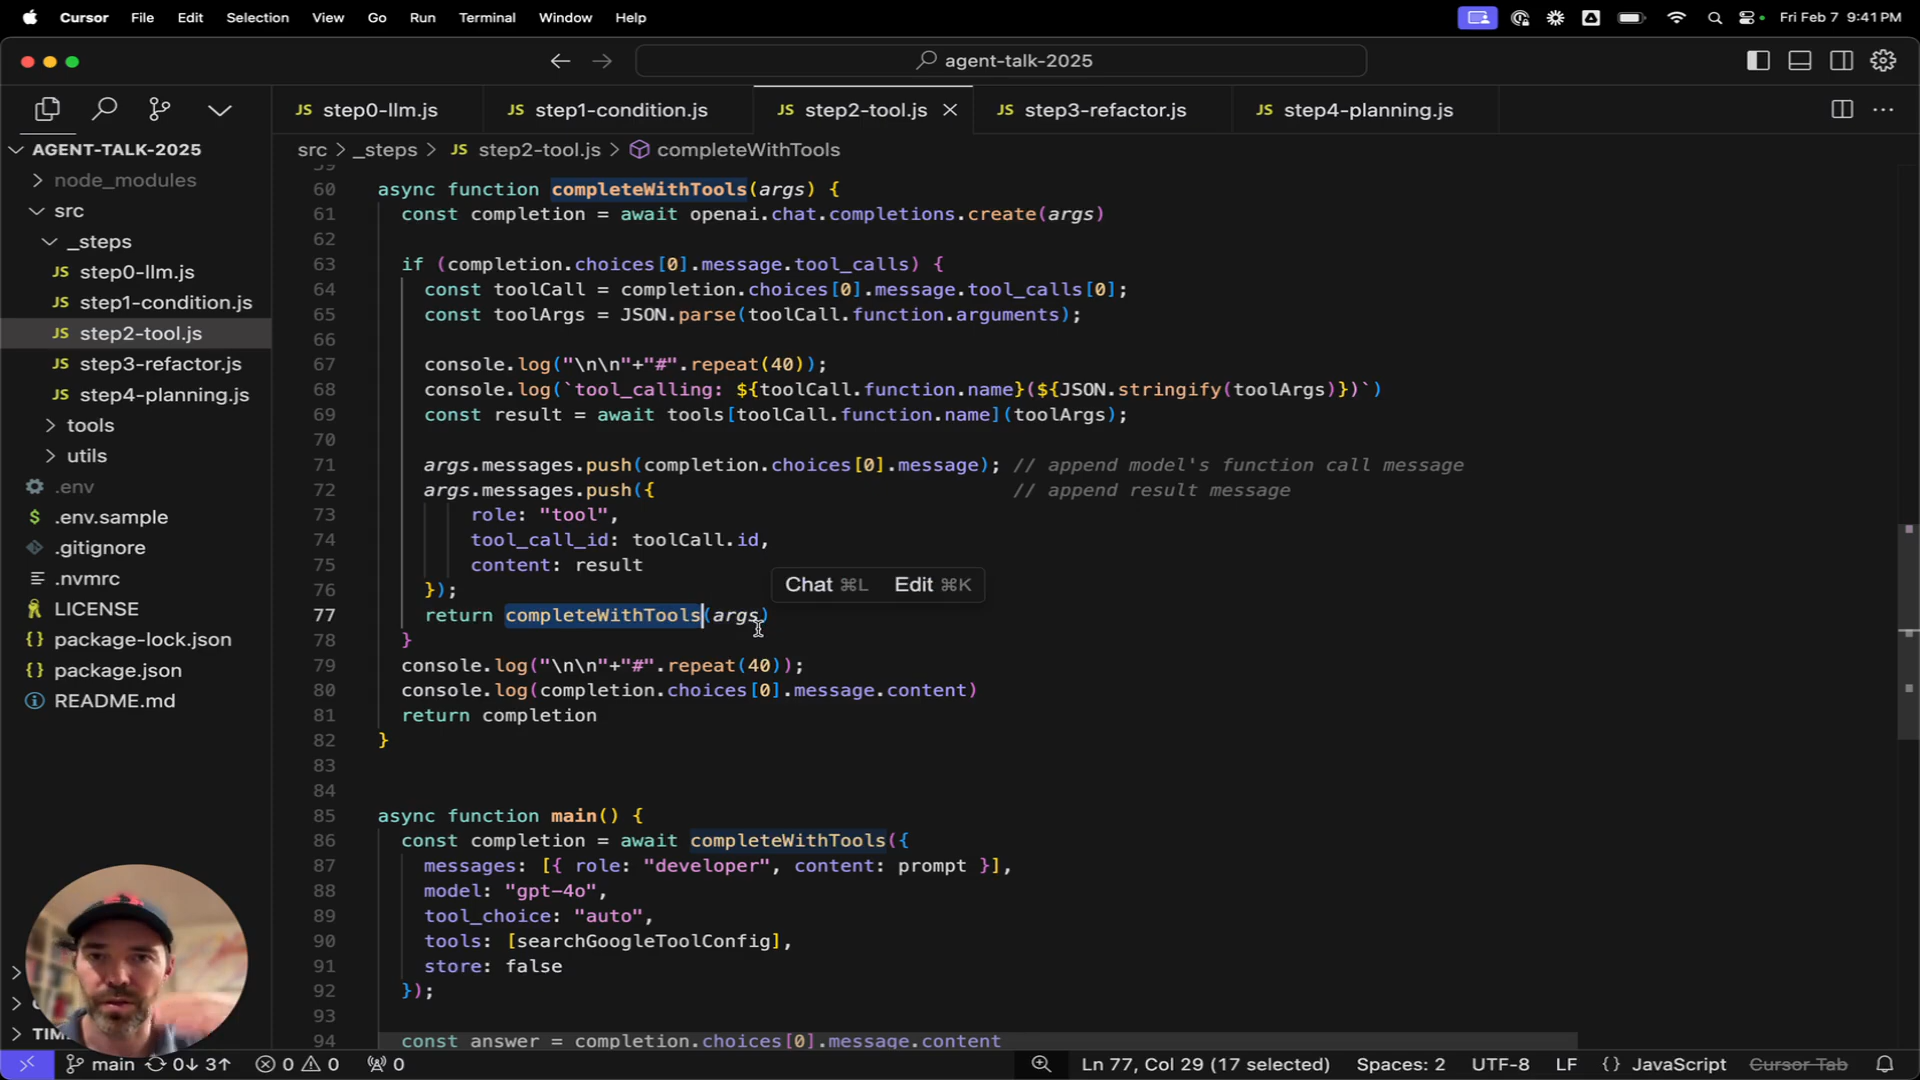 Cursor File Edit Selection View Go Run Terminal Window Help Fri Feb 7 9:41 PM
agent-talk-2025
JS step0-llm.js JS step1-condition.js JS step2-tool.js JS step3-refactor.js JS step4-planning.js
src > _steps > JS step2-tool.js > completeWithTools
AGENT-TALK-2025
node_modules
src
_steps
JS step0-llm.js
JS step1-condition.js
JS step2-tool.js
JS step3-refactor.js
JS step4-planning.js
tools
utils
.env
$ .env.sample
.gitignore
.nvmrc
LICENSE
{} package-lock.json
{} package.json
README.md
TIM
60 async function completeWithTools(args) {
61 const completion = await openai.chat.completions.create(args)
62
63 if (completion.choices[0].message.tool_calls) {
64 const toolCall = completion.choices[0].message.tool_calls[0];
65 const toolArgs = JSON.parse(toolCall.function.arguments);
66
67 console.log("\n\n"+"#".repeat(40));
68 console.log(`tool_calling: ${toolCall.function.name}(${JSON.stringify(toolArgs)})`)
69 const result = await tools[toolCall.function.name](toolArgs);
70
71 args.messages.push(completion.choices[0].message); // append model's function call message
72 args.messages.push({ // append result message
73 role: "tool",
74 tool_call_id: toolCall.id,
75 content: result
76 });
Chat ⌘L Edit ⌘K
77 return completeWithTools(args)
78 }
79 console.log("\n\n"+"#".repeat(40));
80 console.log(completion.choices[0].message.content)
81 return completion
82 }
83
84
85 async function main() {
86 const completion = await completeWithTools({
87 messages: [{ role: "developer", content: prompt }],
88 model: "gpt-4o",
89 tool_choice: "auto",
90 tools: [searchGoogleToolConfig],
91 store: false
92 });
93
94 const answer = completion.choices[0].message.content
main 0↓ 3↑ 0 0 0 Ln 77, Col 29 (17 selected) Spaces: 2 UTF-8 LF {} JavaScript Cursor Tab